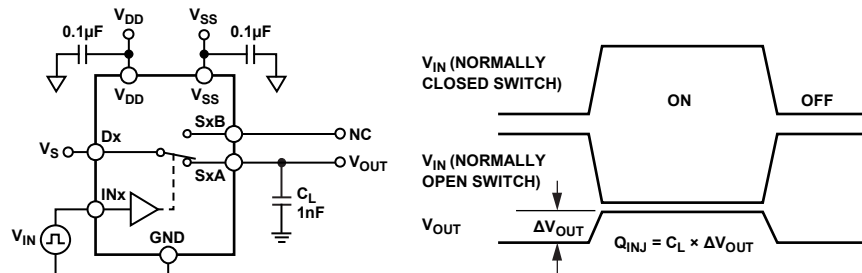 VDD
VSS
0.1µF
0.1µF
VDD
VSS
SxB
NC
Dx
VS
SxA
VOUT
INx
CL
1nF
VIN
GND
VIN (NORMALLY
CLOSED SWITCH)
ON
OFF
VIN (NORMALLY
OPEN SWITCH)
VOUT
ΔVOUT
QINJ = CL × ΔVOUT